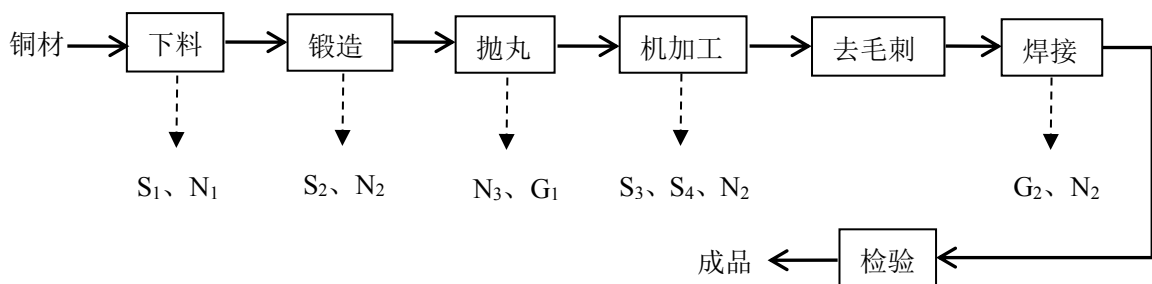 铜材 下料 锻造 抛丸 机加工 去毛刺 焊接
S₁、N₁ S₂、N₂ N₃、G₁ S₃、S₄、N₂ G₂、N₂
成品 检验